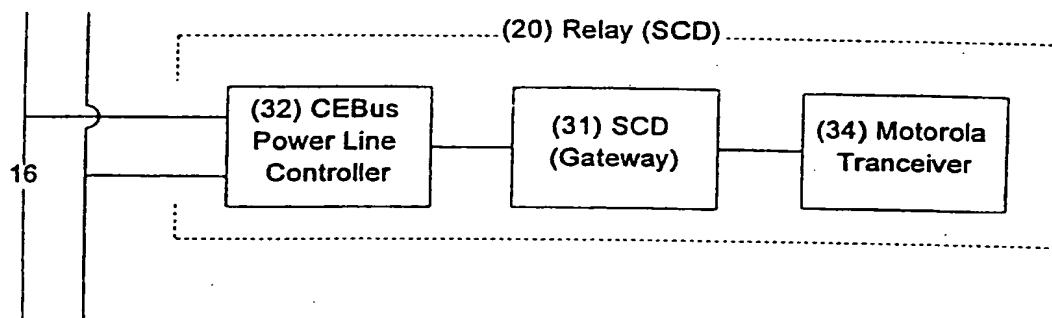 (20) Relay (SCD)
(32) CEBus
Power Line
Controller
(31) SCD
(Gateway)
(34) Motorola
Tranceiver
16